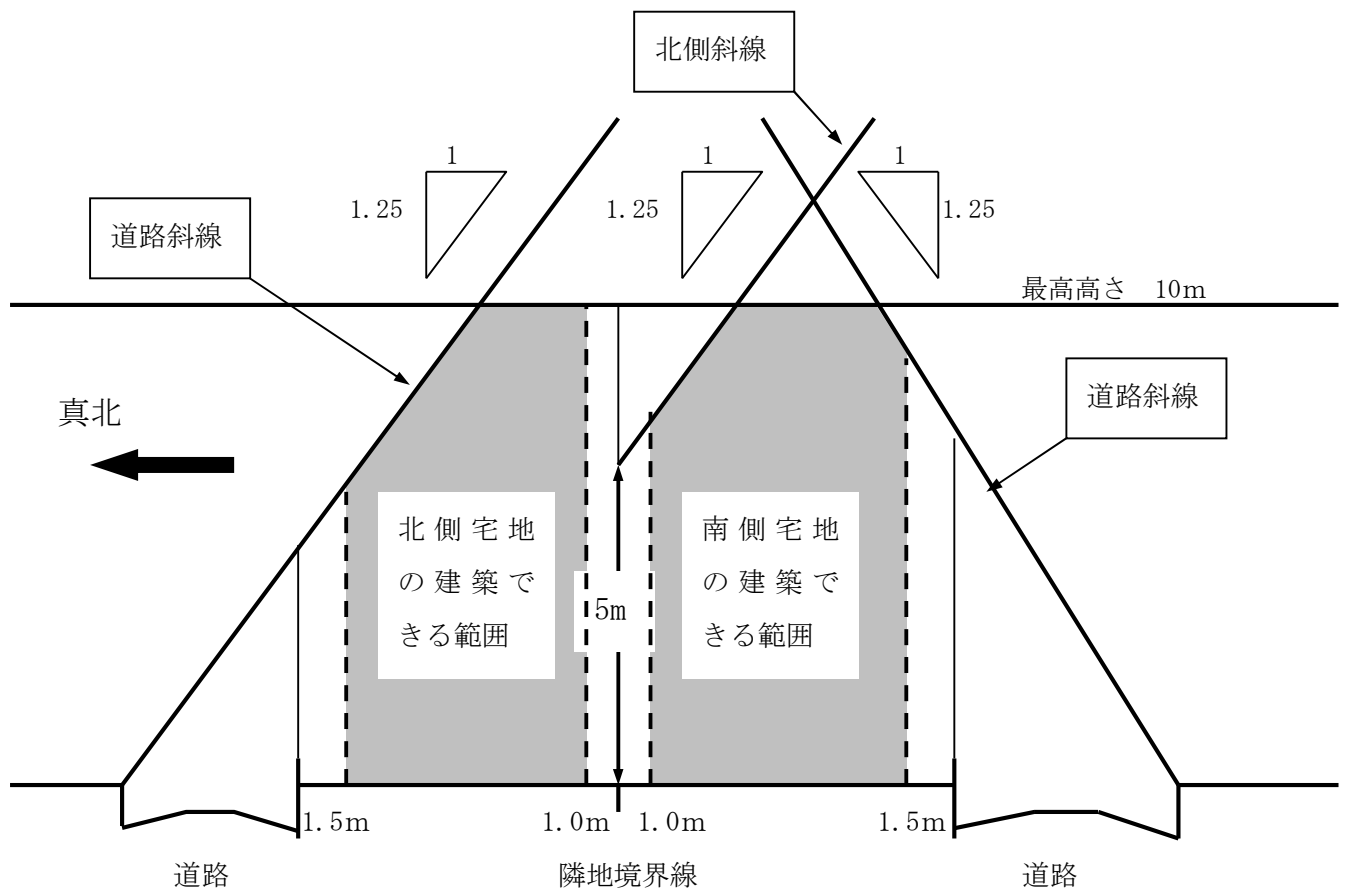 北側斜線
1
1
1
1.25
1.25
1.25
道路斜線
最高高さ 10m
真北
道路斜線
北側宅地
の建築で
きる範囲
5m
南側宅地
の建築で
きる範囲
1.5m
1.0m
1.0m
1.5m
道路
隣地境界線
道路